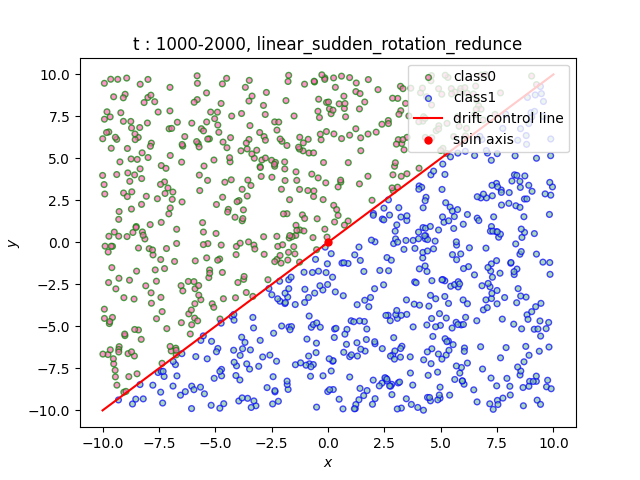 t : 1000-2000, linear_sudden_rotation_redunce
class0
class1
drift control line
spin axis
10.0
7.5
5.0
2.5
0.0
−2.5
−5.0
−7.5
−10.0
y
−10.0 −7.5 −5.0 −2.5 0.0 2.5 5.0 7.5 10.0
x